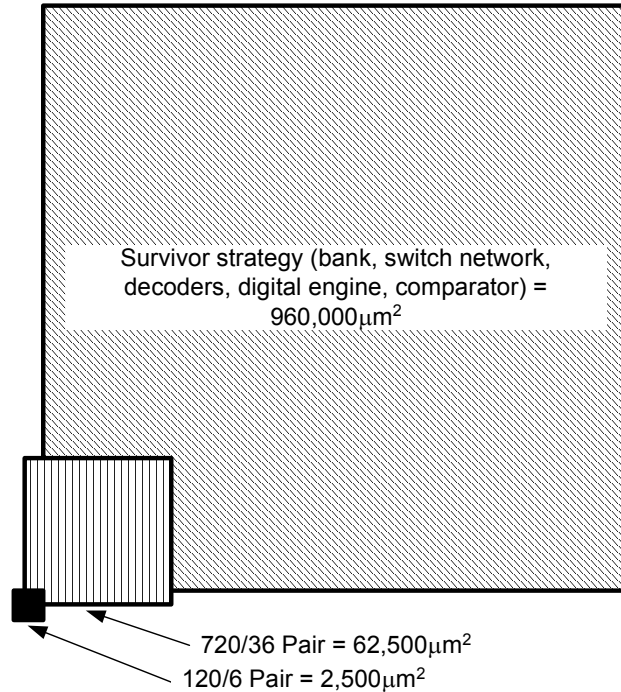 Survivor strategy (bank, switch network,
decoders, digital engine, comparator) =
960,000μm²
720/36 Pair = 62,500μm²
120/6 Pair = 2,500μm²